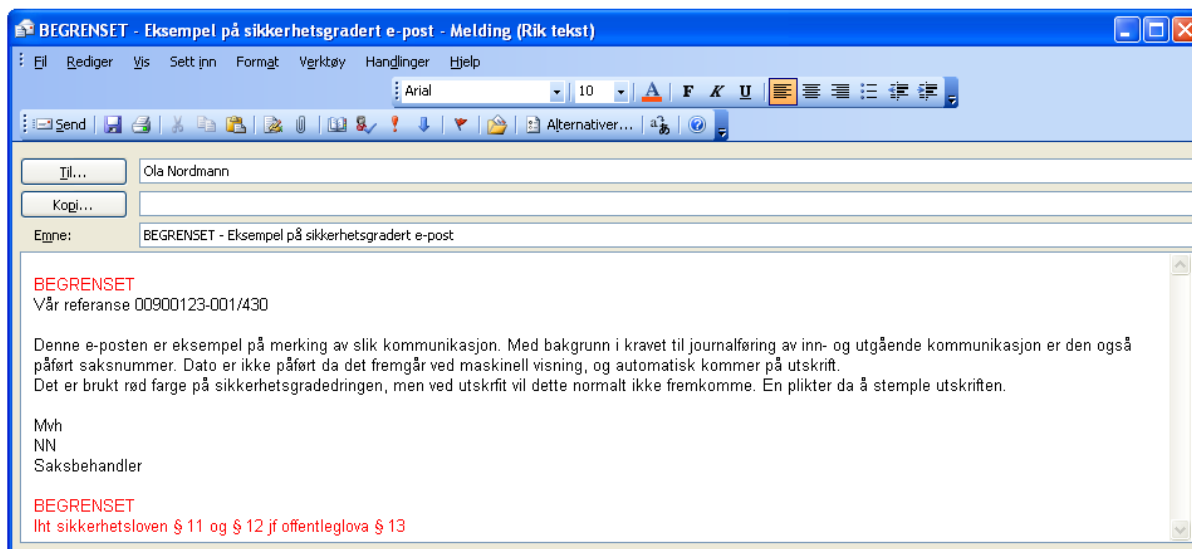 BEGRENSET - Eksempel på sikkerhetsgradert e-post - Melding (Rik tekst)
Fil Rediger Vis Sett inn Format Verktøy Handlinger Hjelp
Arial 10 A F K U
Send Alternativer...
Til... Ola Nordmann
Kopi...
Emne: BEGRENSET - Eksempel på sikkerhetsgradert e-post
BEGRENSET
Vår referanse 00900123-001/430
Denne e-posten er eksempel på merking av slik kommunikasjon. Med bakgrunn i kravet til journalføring av inn- og utgående kommunikasjon er den også
påført saksnummer. Dato er ikke påført da det fremgår ved maskinell visning, og automatisk kommer på utskrift.
Det er brukt rød farge på sikkerhetsgradedringen, men ved utskrfit vil dette normalt ikke fremkomme. En plikter da å stemple utskriften.
Mvh
NN
Saksbehandler
BEGRENSET
Iht sikkerhetsloven § 11 og § 12 jf offentleglova § 13